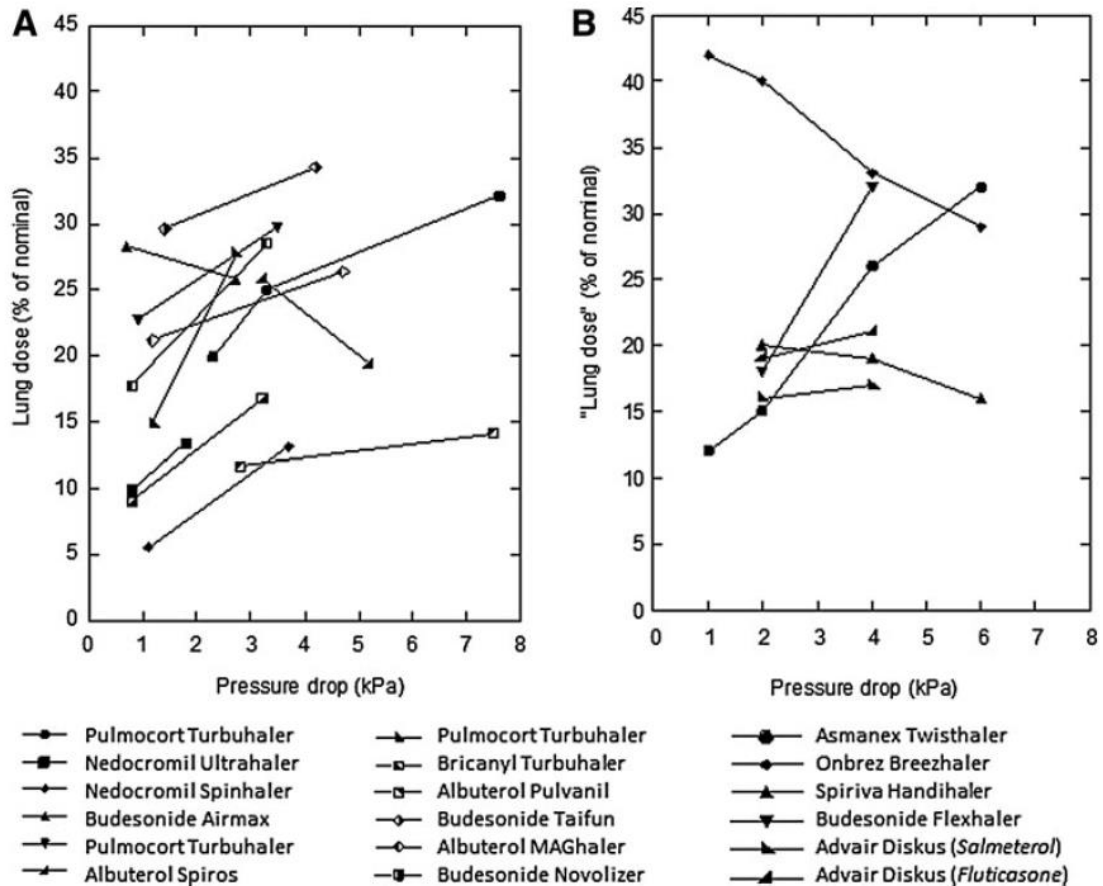 A
45
40
35
30
25
20
15
10
5
0
0 1 2 3 4 5 6 7 8
Lung dose (% of nominal)
Pressure drop (kPa)
B
45
40
35
30
25
20
15
10
5
0
0 1 2 3 4 5 6 7 8
"Lung dose" (% of nominal)
Pressure drop (kPa)
Pulmocort Turbuhaler
Nedocromil Ultrahaler
Nedocromil Spinhaler
Budesonide Airmax
Pulmocort Turbuhaler
Albuterol Spiros
Pulmocort Turbuhaler
Bricanyl Turbuhaler
Albuterol Pulvanil
Budesonide Taifun
Albuterol MAGhaler
Budesonide Novolizer
Asmanex Twisthaler
Onbrez Breezhaler
Spiriva Handihaler
Budesonide Flexhaler
Advair Diskus (Salmeterol)
Advair Diskus (Fluticasone)